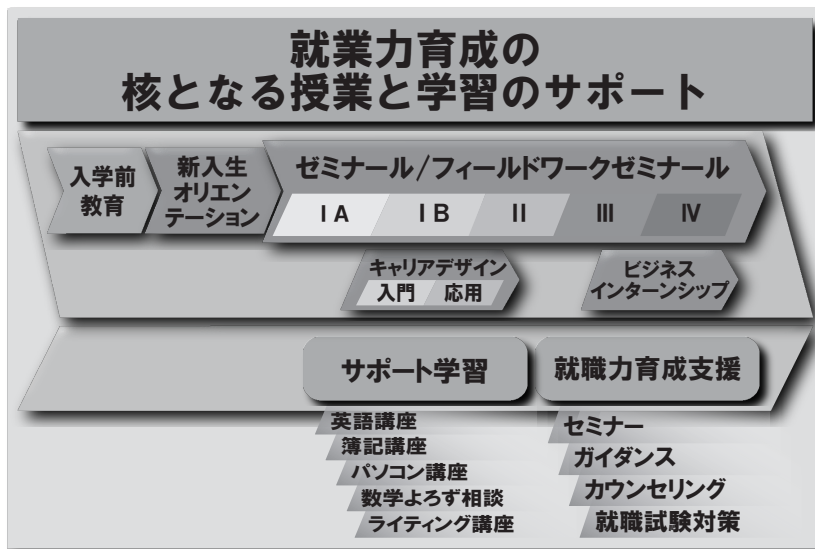 就業力育成の
核となる授業と学習のサポート
入学前
教育
新入生
オリエン
テーション
ゼミナール/フィールドワークゼミナール
I A
I B
II
III
IV
キャリアデザイン
入門
応用
ビジネス
インターンシップ
サポート学習
英語講座
簿記講座
パソコン講座
数学よろず相談
ライティング講座
就職力育成支援
セミナー
ガイダンス
カウンセリング
就職試験対策